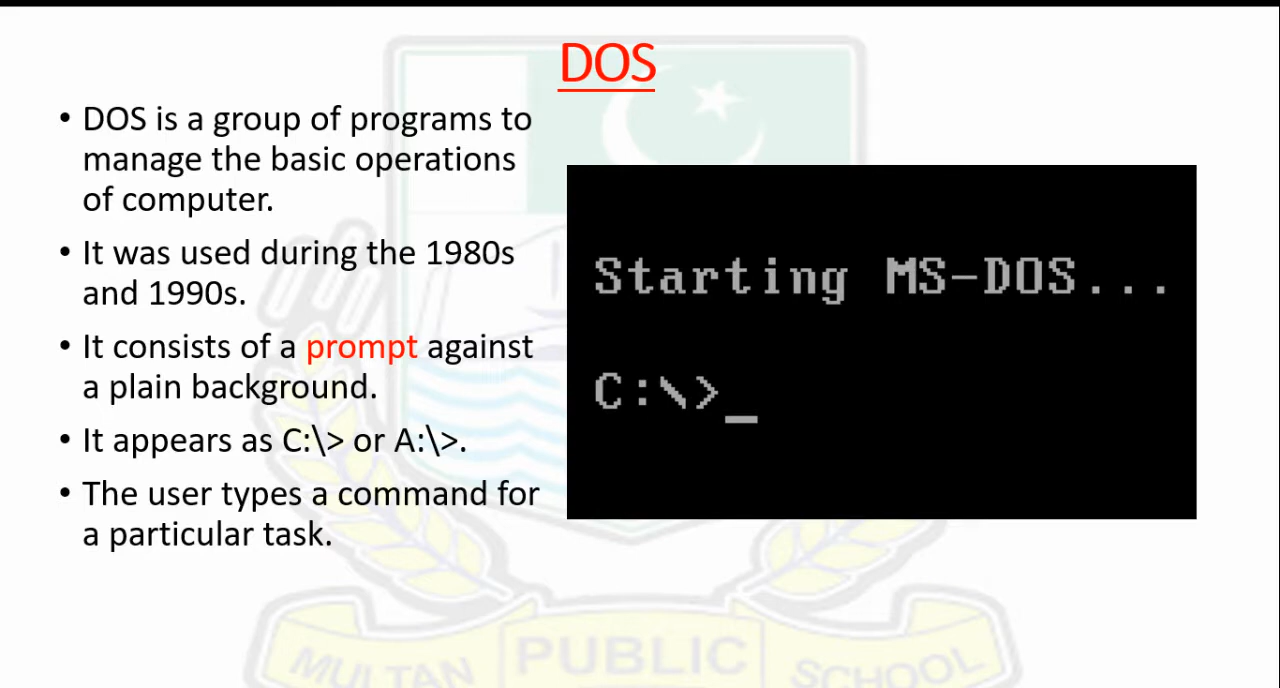 DOS
• DOS is a group of programs to
manage the basic operations
of computer.
• It was used during the 1980s
and 1990s.
• It consists of a prompt against
a plain background.
• It appears as C:\> or A:\>.
• The user types a command for
a particular task.
Starting MS-DOS...
C:\>_
MULTAN PUBLIC SCHOOL